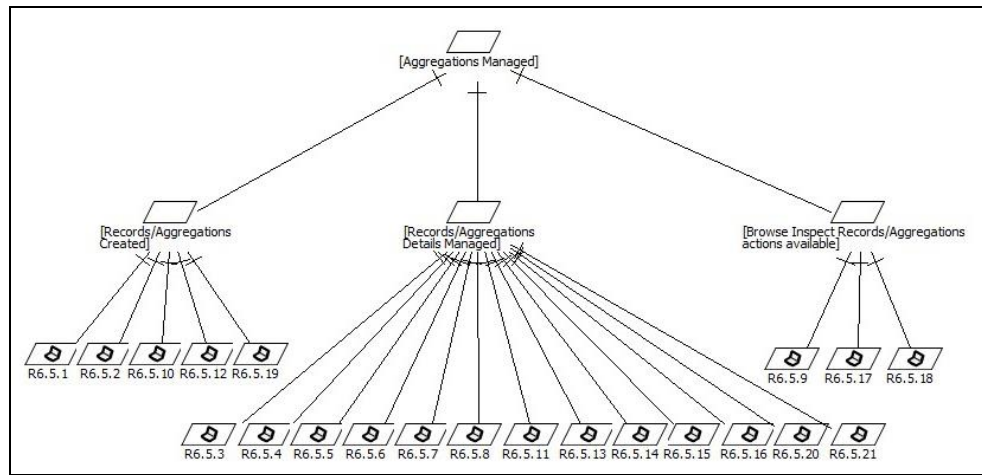 [Aggregations Managed]
[Records/Aggregations
Created]
[Records/Aggregations
Details Managed]
[Browse Inspect Records/Aggregations
actions available]
R6.5.1 R6.5.2 R6.5.10 R6.5.12 R6.5.19
R6.5.9 R6.5.17 R6.5.18
R6.5.3 R6.5.4 R6.5.5 R6.5.6 R6.5.7 R6.5.8 R6.5.11 R6.5.13 R6.5.14 R6.5.15 R6.5.16 R6.5.20 R6.5.21